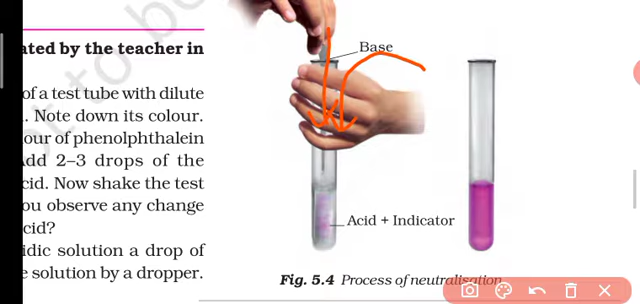 ated by the teacher in
of a test tube with dilute
. Note down its colour.
our of phenolphthalein
dd 2–3 drops of the
cid. Now shake the test
ou observe any change
cid?
idic solution a drop of
e solution by a dropper.
Base
Acid + Indicator
Fig. 5.4 Process of neutralisation